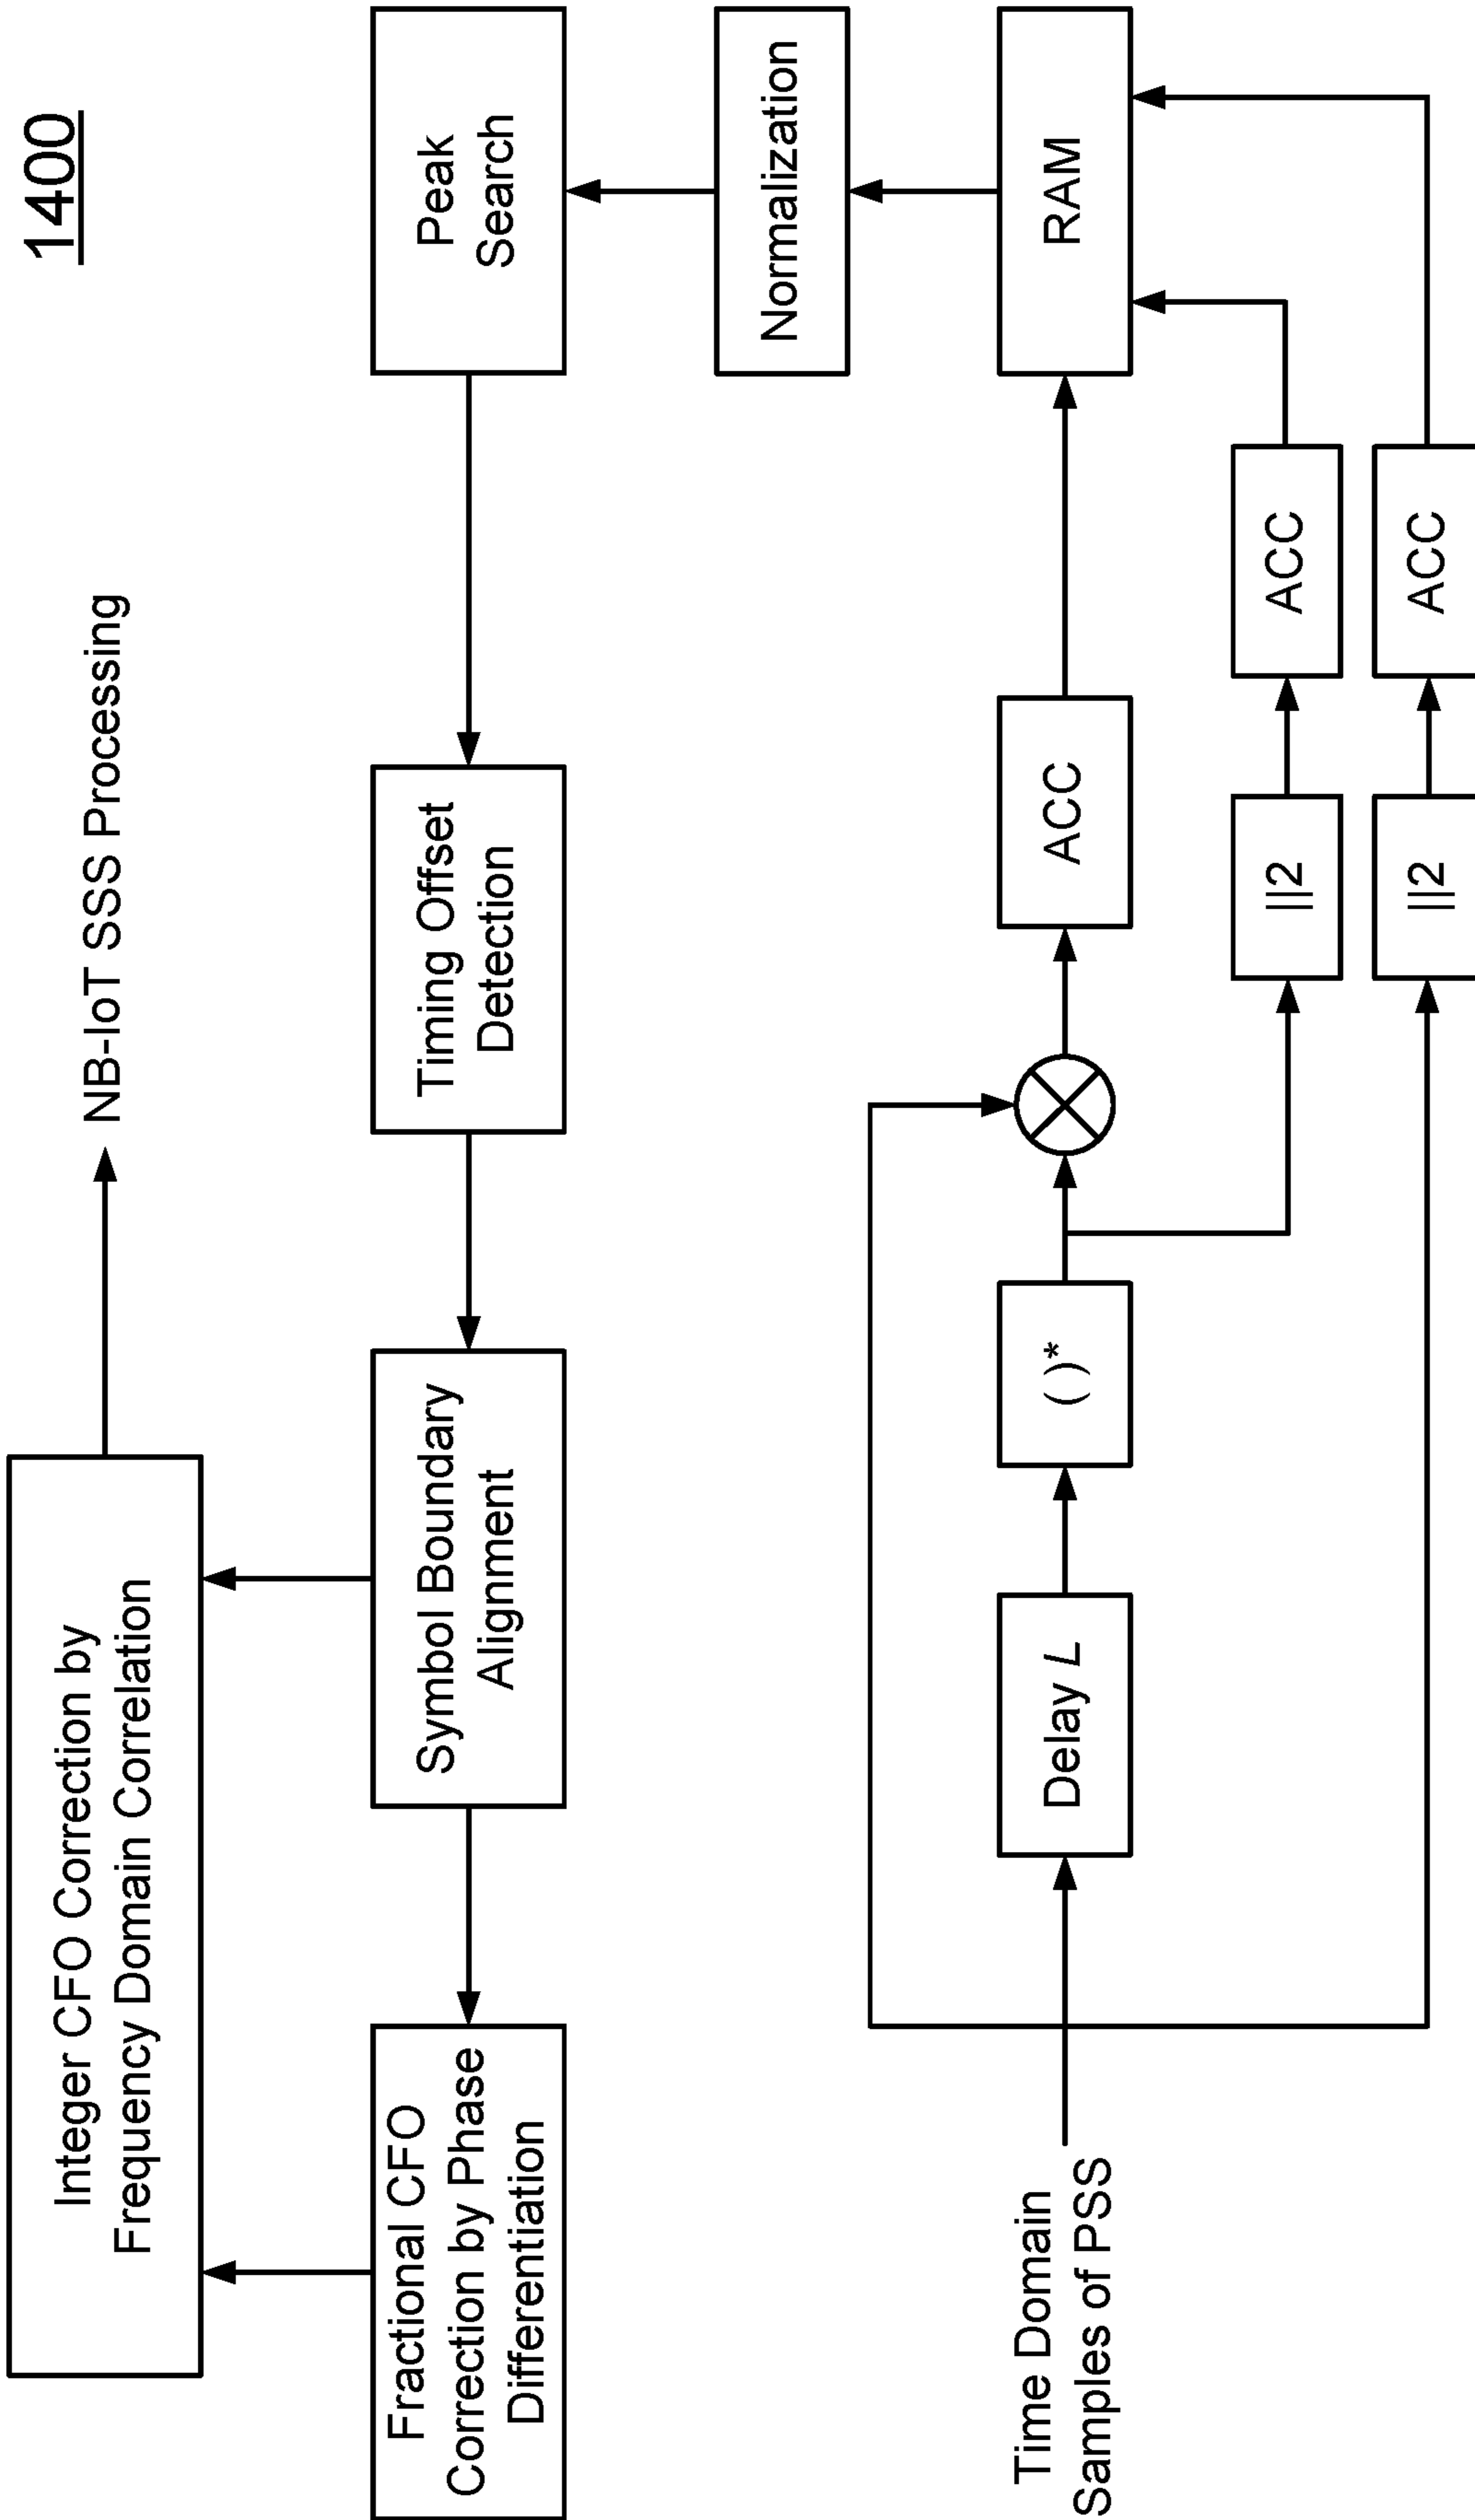 1400
Integer CFO Correction by
Frequency Domain Correlation
NB-IoT SSS Processing
Fractional CFO
Correction by Phase
Differentiation
Symbol Boundary
Alignment
Timing Offset
Detection
Peak
Search
Normalization
Time Domain
Samples of PSS
Delay L
( )*
ACC
RAM
||2
ACC
||2
ACC